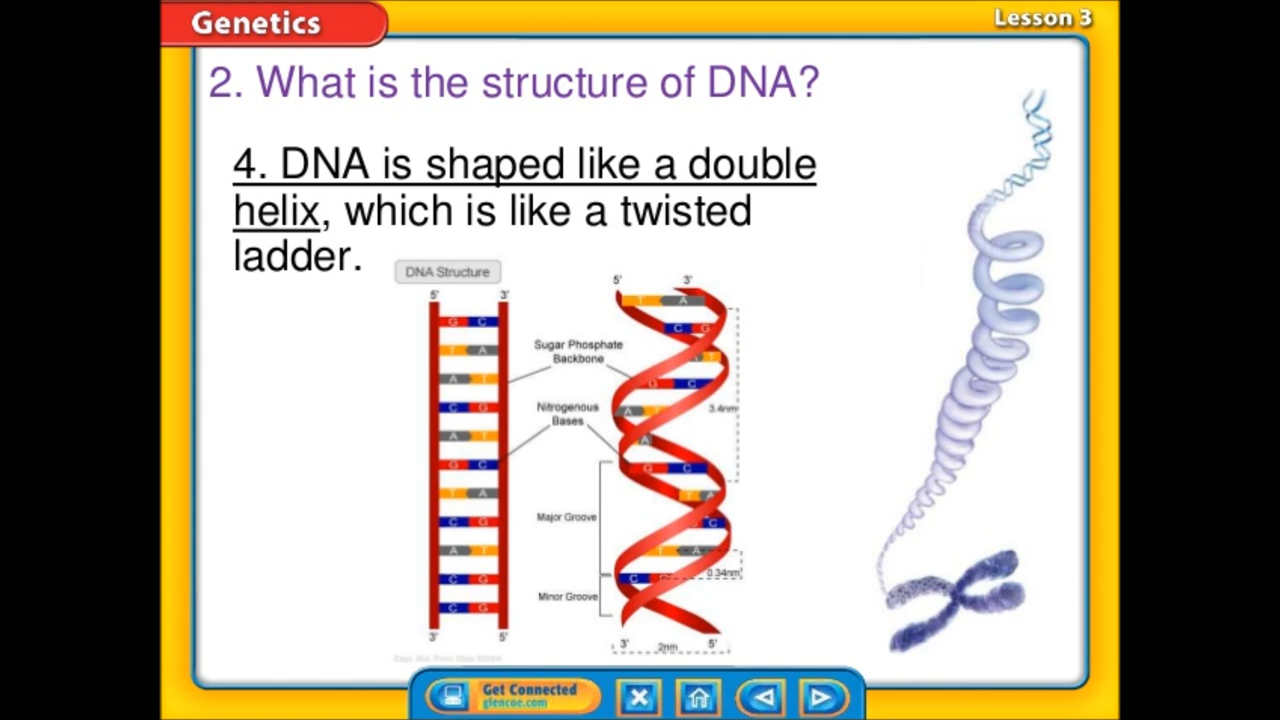 Genetics
Lesson 3
2. What is the structure of DNA?
4. DNA is shaped like a double
helix, which is like a twisted
ladder.
DNA Structure
5' 3'
5' 3'
G C
T A
A T
C G
A T
G C
T A
C G
A T
C G
C G
3' 5'
Sugar Phosphate
Backbone
Nitrogenous
Bases
Major Groove
Minor Groove
T A
C G
A T
G C
A T
A
G C
T A
C
T A
C
3.4nm
0.34nm
3' 5'
2nm
Get Connected
glencoe.com